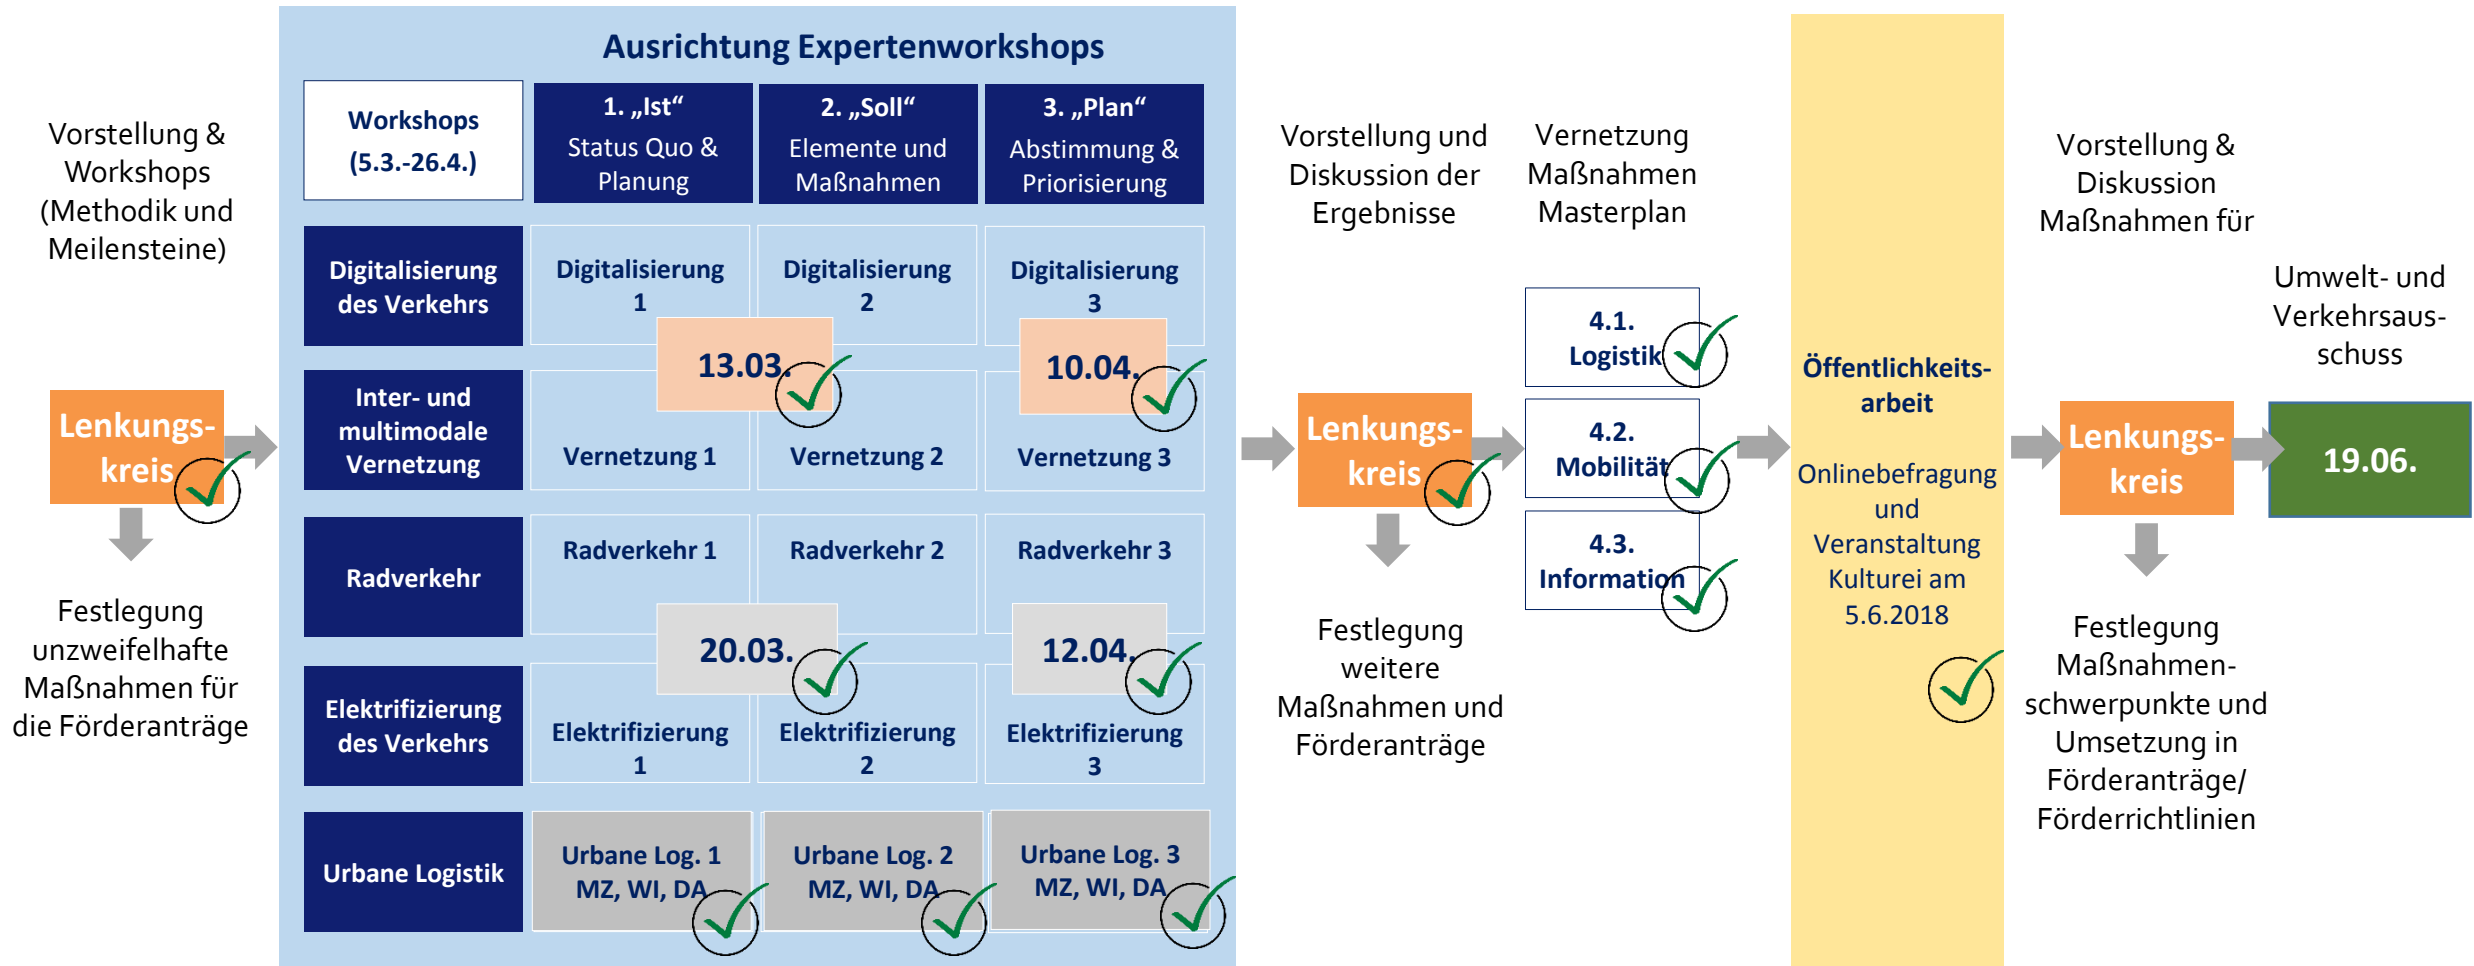 Vorstellung &
Workshops
(Methodik und
Meilensteine)
Lenkungs-
kreis
Festlegung
unzweifelhafte
Maßnahmen für
die Förderanträge
Ausrichtung Expertenworkshops
Workshops
(5.3.-26.4.)
1. „Ist“
Status Quo &
Planung
2. „Soll“
Elemente und
Maßnahmen
3. „Plan“
Abstimmung &
Priorisierung
Digitalisierung
des Verkehrs
Digitalisierung
1
Digitalisierung
2
Digitalisierung
3
13.03.
10.04.
Inter- und
multimodale
Vernetzung
Vernetzung 1
Vernetzung 2
Vernetzung 3
Radverkehr
Radverkehr 1
Radverkehr 2
Radverkehr 3
20.03.
12.04.
Elektrifizierung
des Verkehrs
Elektrifizierung
1
Elektrifizierung
2
Elektrifizierung
3
Urbane Logistik
Urbane Log. 1
MZ, WI, DA
Urbane Log. 2
MZ, WI, DA
Urbane Log. 3
MZ, WI, DA
Vorstellung und
Diskussion der
Ergebnisse
Lenkungs-
kreis
Festlegung
weitere
Maßnahmen und
Förderanträge
Vernetzung
Maßnahmen
Masterplan
4.1.
Logistik
4.2.
Mobilität
4.3.
Information
Öffentlichkeits-
arbeit
Onlinebefragung
und
Veranstaltung
Kulturei am
5.6.2018
Vorstellung &
Diskussion
Maßnahmen für
Lenkungs-
kreis
Festlegung
Maßnahmen-
schwerpunkte und
Umsetzung in
Förderanträge/
Förderrichtlinien
Umwelt- und
Verkehrsaus-
schuss
19.06.